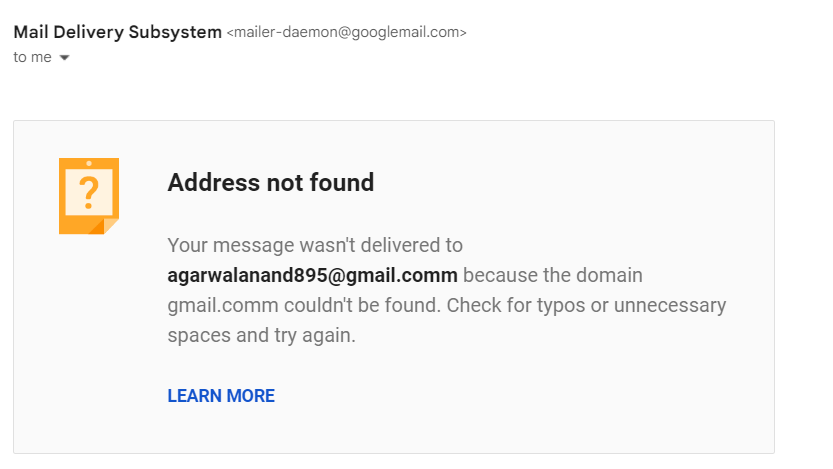 Mail Delivery Subsystem <mailer-daemon@googlemail.com>
to me
?
Address not found
Your message wasn't delivered to
agarwalanand895@gmail.comm because the domain
gmail.comm couldn't be found. Check for typos or unnecessary
spaces and try again.
LEARN MORE